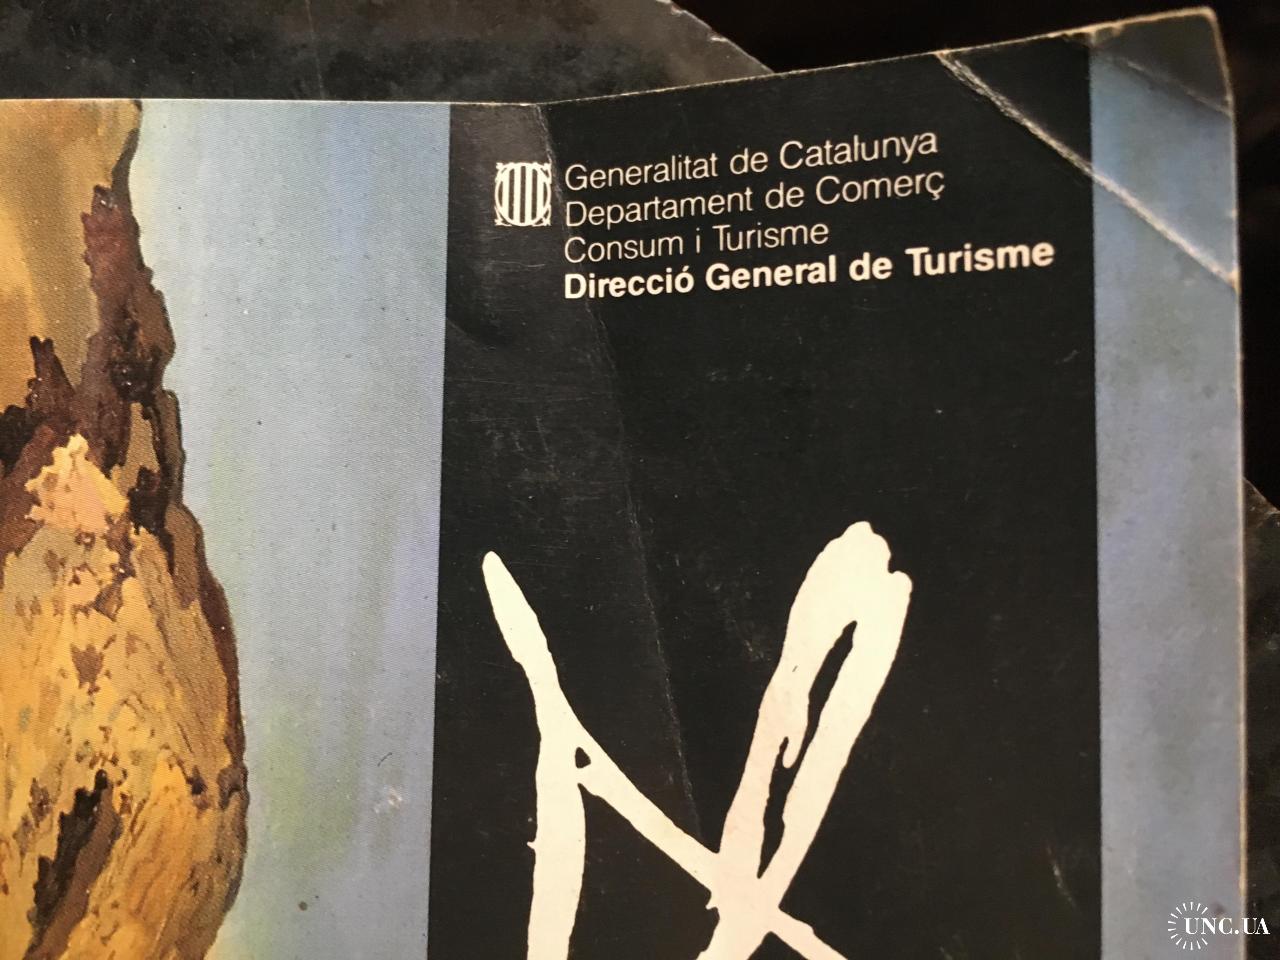 Generalitat de Catalunya
Departament de Comerç
Consum i Turisme
Direcció General de Turisme
UNC.UA